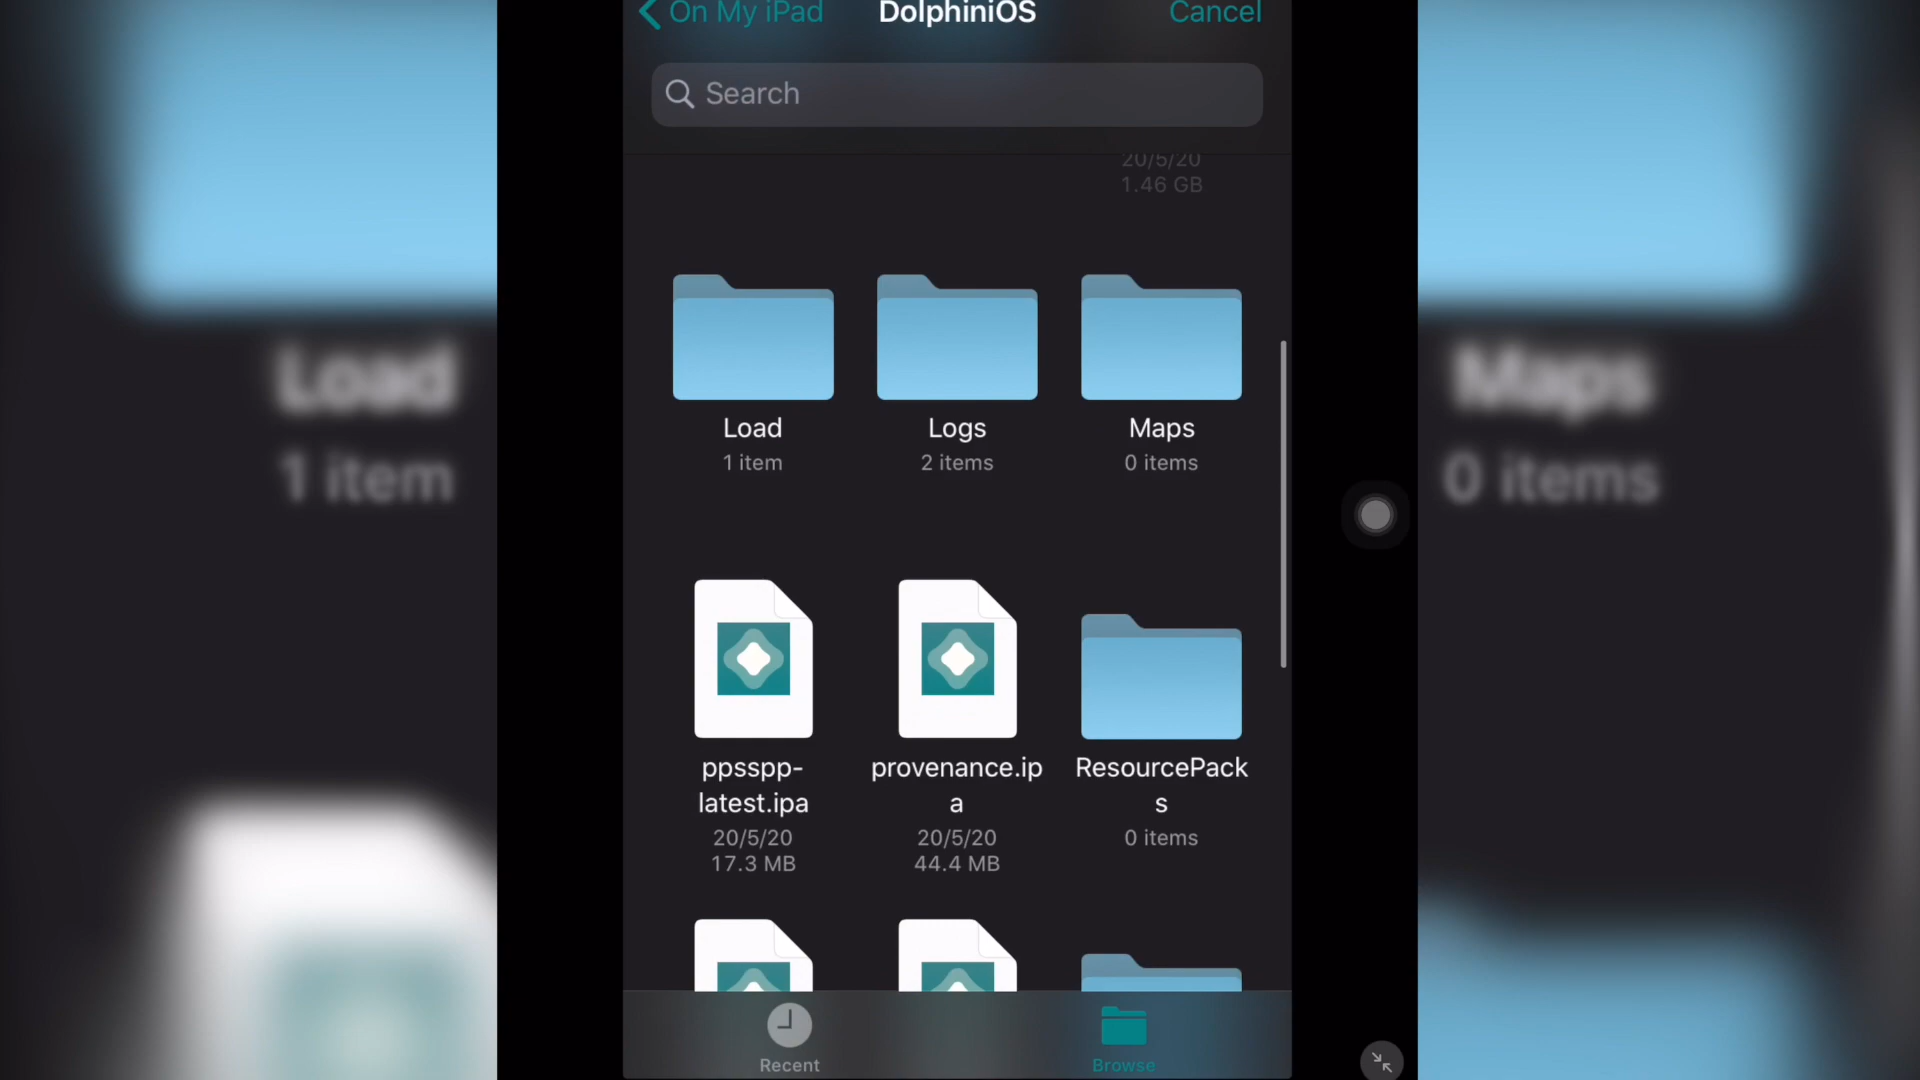 On My iPad DolphiniOS Cancel
Search
20/5/20
1.46 GB
Load Logs Maps
1 item 2 items 0 items
ppsspp- provenance.ip ResourcePack
latest.ipa a s
20/5/20 20/5/20 0 items
17.3 MB 44.4 MB
Recent Browse
Load
1 item
Maps
0 items